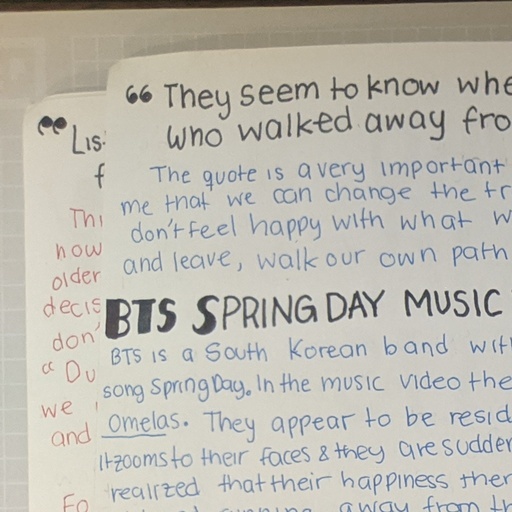 “ They seem to know whe
who walked away fro
The quote is a very important
me that we can change the tr
don't feel happy with what w
and leave, walk our own path
BTS SPRING DAY MUSIC
BTS is a South Korean band with
song Spring Day. In the music video the
Omelas. They appear to be resid
It zooms to their faces & they are sudden
realized that their happiness ther
away from th
“ Lis
f
Thi
how
older
decis
don'
" Du
we
and
Fo